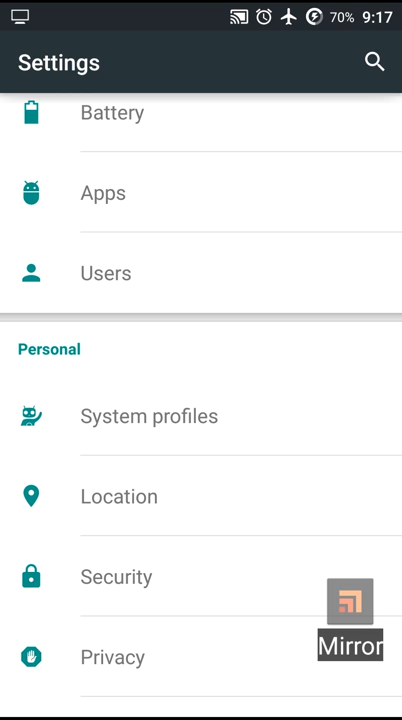 70% 9:17
Settings
Battery
Apps
Users
Personal
System profiles
Location
Security
Mirror
Privacy